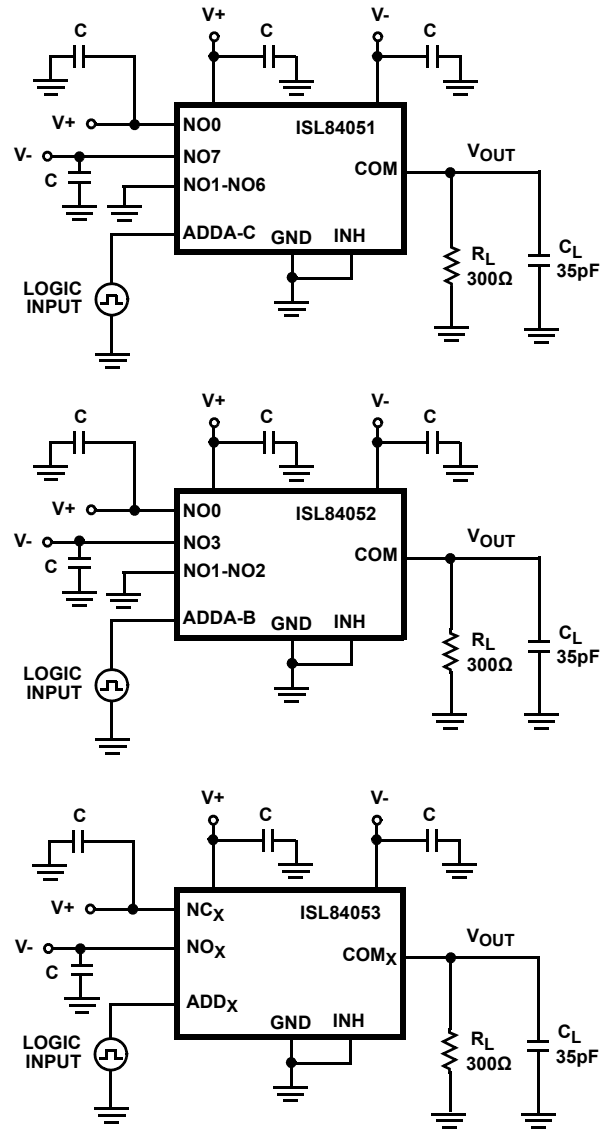 V+
V-
C
C
C
V+
NO0
ISL84051
V-
NO7
C
NO1-NO6
COM
VOUT
ADDA-C
GND
INH
LOGIC
INPUT
RL
300Ω
CL
35pF
V+
V-
C
C
C
V+
NO0
ISL84052
V-
NO3
C
NO1-NO2
COM
VOUT
ADDA-B
GND
INH
LOGIC
INPUT
RL
300Ω
CL
35pF
V+
V-
C
C
C
V+
NCX
ISL84053
V-
NOX
C
COMX
VOUT
ADDX
GND
INH
LOGIC
INPUT
RL
300Ω
CL
35pF